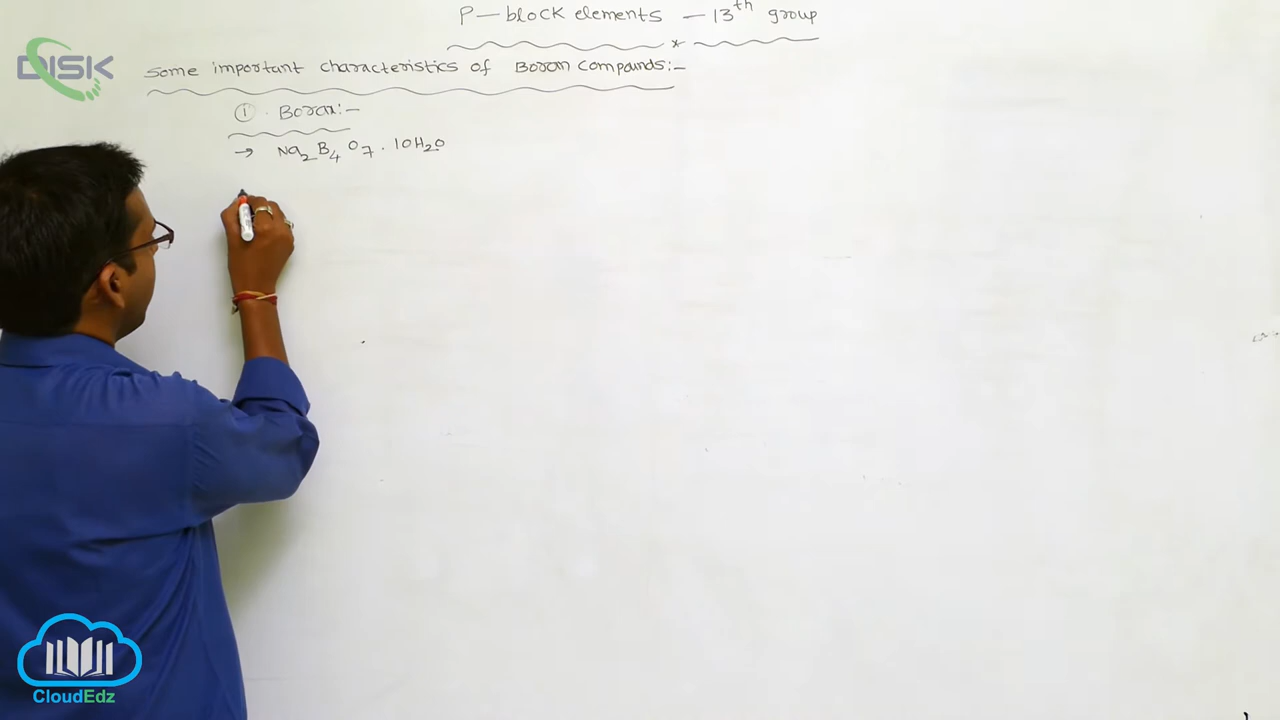 P-block elements - 13th group
DISK
Some important characteristics of Boron Compounds:-
① Borax:-
→ Na2B4O7 . 10H2O
CloudEdz